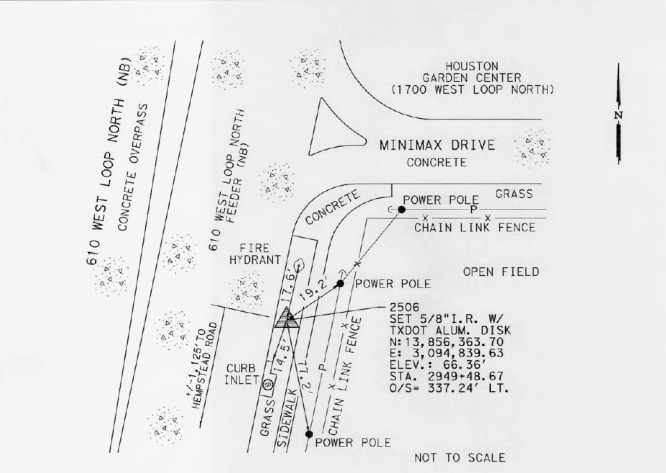 HOUSTON
GARDEN CENTER
(1700 WEST LOOP NORTH)
N
610 WEST LOOP NORTH (NB)
CONCRETE OVERPASS
610 WEST LOOP NORTH
FEEDER (NB)
MINIMAX DRIVE
CONCRETE
CONCRETE
GRASS
POWER POLE
P
CHAIN LINK FENCE
FIRE
HYDRANT
17.6'
19.2'
POWER POLE
OPEN FIELD
2506
SET 5/8" I.R. W/
TXDOT ALUM. DISK
N: 13,856,363.70
E: 3,094,839.63
ELEV.: 66.36'
STA. 2949+48.67
O/S= 337.24' LT.
+/-1,125' TO
HEMPSTEAD ROAD
CURB
INLET
14.5'
GRASS
SIDEWALK
P
CHAIN LINK FENCE
POWER POLE
NOT TO SCALE